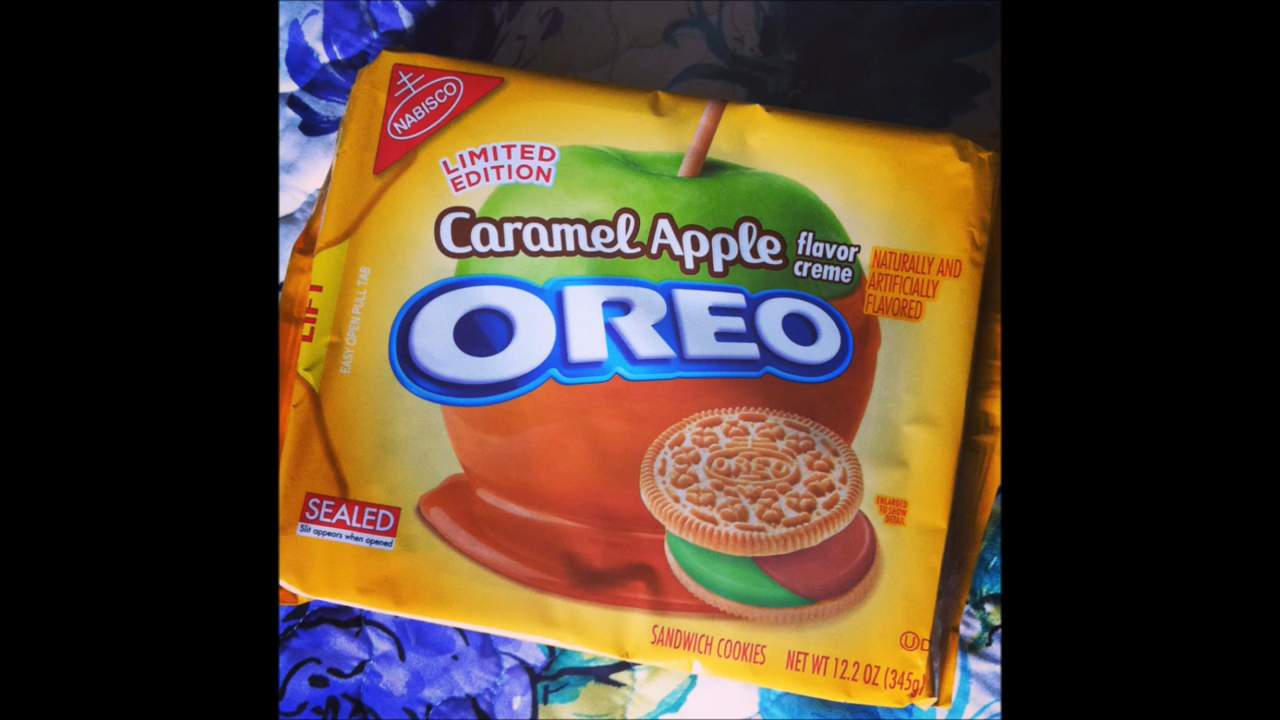 NABISCO
LIMITED
EDITION
Caramel Apple
flavor
creme
OREO
NATURALLY AND
ARTIFICIALLY
FLAVORED
LIFT
EASY OPEN PULL TAB
OREO
ENLARGED
TO SHOW
DETAIL
SEALED
Slit appears when opened
U D
SANDWICH COOKIES
NET WT 12.2 OZ (345g)